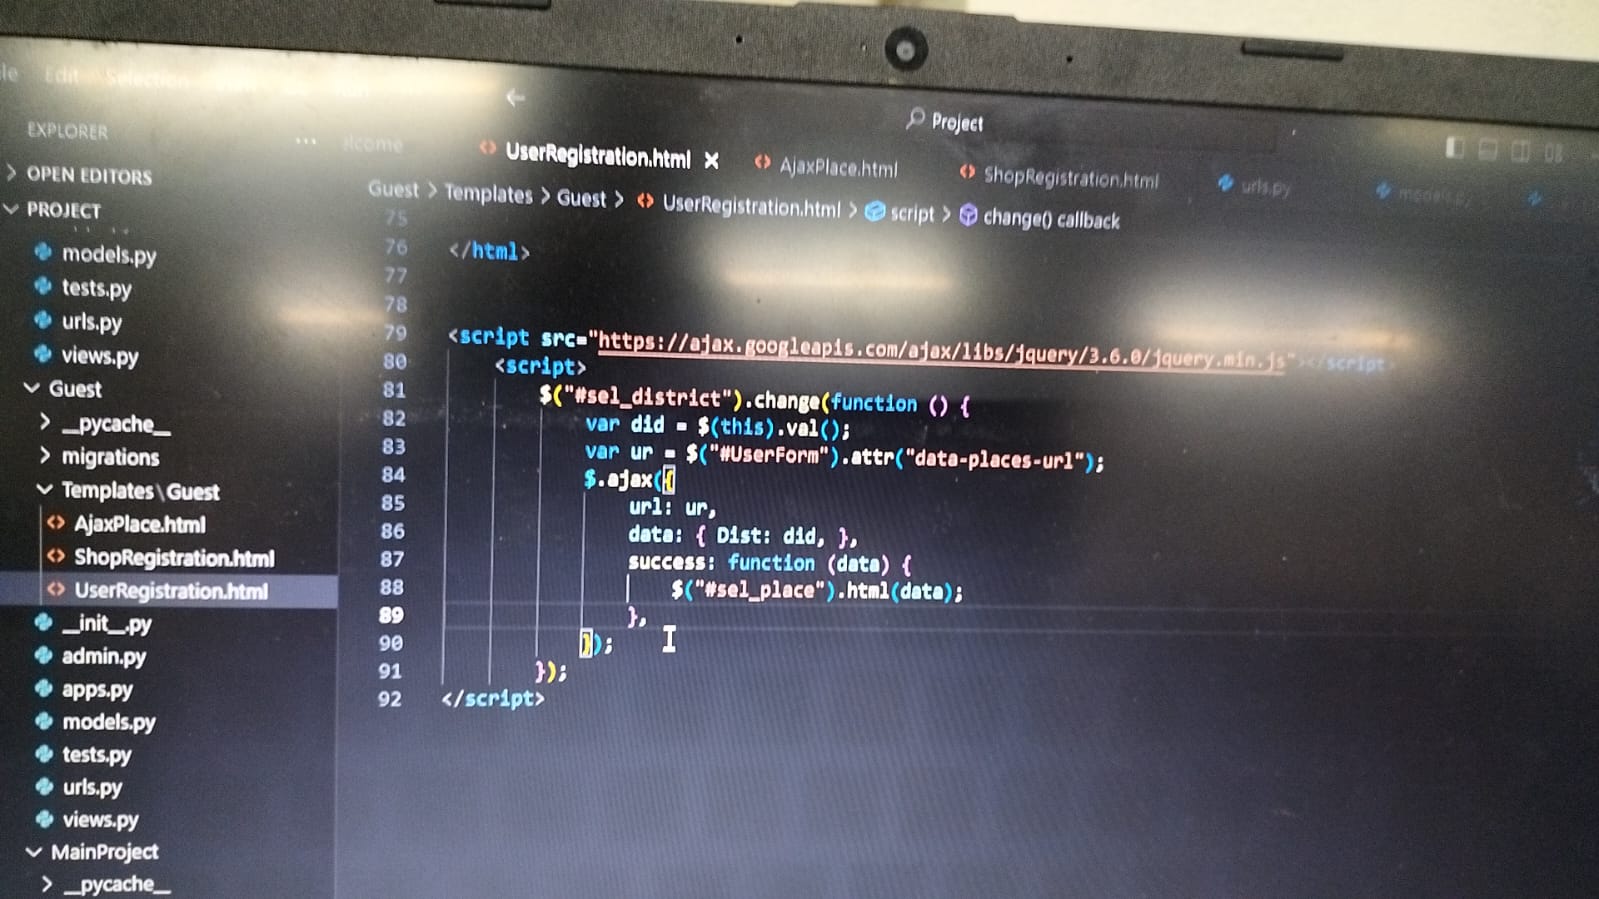 Edit Selection
Project
EXPLORER
...
UserRegistration.html X
AjaxPlace.html
ShopRegistration.html
urls.py
models.py
> OPEN EDITORS
PROJECT
models.py
tests.py
urls.py
views.py
Guest
> __pycache__
> migrations
Templates\Guest
AjaxPlace.html
ShopRegistration.html
UserRegistration.html
__init__.py
admin.py
apps.py
models.py
tests.py
urls.py
views.py
MainProject
> __pycache__
Guest > Templates > Guest > UserRegistration.html > script > change() callback
75
76 </html>
77
78
79 <script src="https://ajax.googleapis.com/ajax/libs/jquery/3.6.0/jquery.min.js"></script>
80 <script>
81 $("#sel_district").change(function () {
82 var did = $(this).val();
83 var ur = $("#UserForm").attr("data-places-url");
84 $.ajax({
85 url: ur,
86 data: { Dist: did, },
87 success: function (data) {
88 $("#sel_place").html(data);
89 },
90 });
91 });
92 </script>